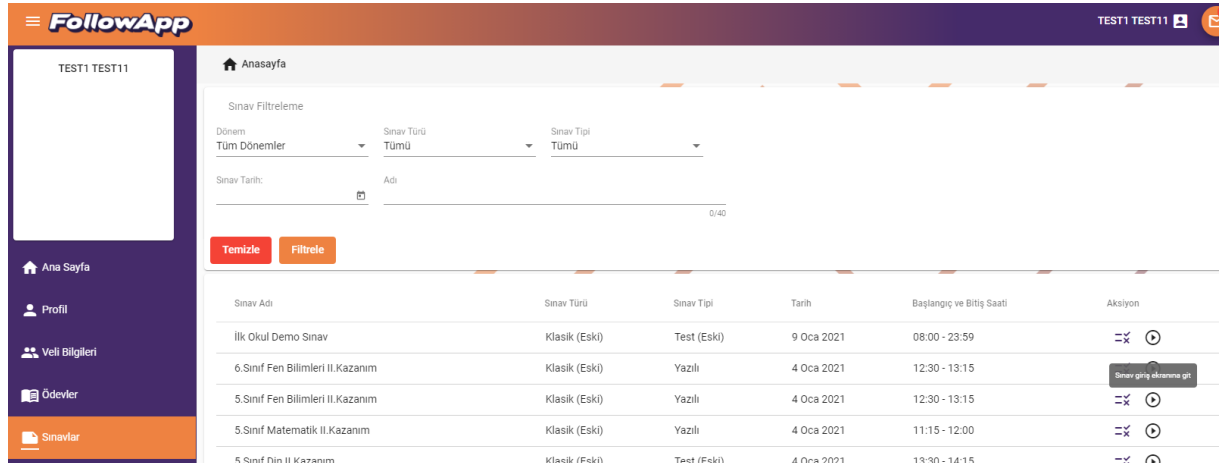 FollowApp
TEST1 TEST11
TEST1 TEST11
Anasayfa
Sınav Filtreleme
Dönem
Sınav Türü
Sınav Tipi
Tüm Dönemler
Tümü
Tümü
Sınav Tarih:
Adı
0/40
Temizle
Filtrele
Ana Sayfa
Profil
Veli Bilgileri
Ödevler
Sınavlar
Sınav Adı Sınav Türü Sınav Tipi Tarih Başlangıç ve Bitiş Saati Aksiyon
İlk Okul Demo Sınav Klasik (Eski) Test (Eski) 9 Oca 2021 08:00 - 23:59
Sınav giriş ekranına git
6.Sınıf Fen Bilimleri II.Kazanım Klasik (Eski) Yazılı 4 Oca 2021 12:30 - 13:15
5.Sınıf Fen Bilimleri II.Kazanım Klasik (Eski) Yazılı 4 Oca 2021 12:30 - 13:15
5.Sınıf Matematik II.Kazanım Klasik (Eski) Yazılı 4 Oca 2021 11:15 - 12:00
5.Sınıf Din II.Kazanım Klasik (Eski) Test (Eski) 4 Oca 2021 13:30 - 14:15